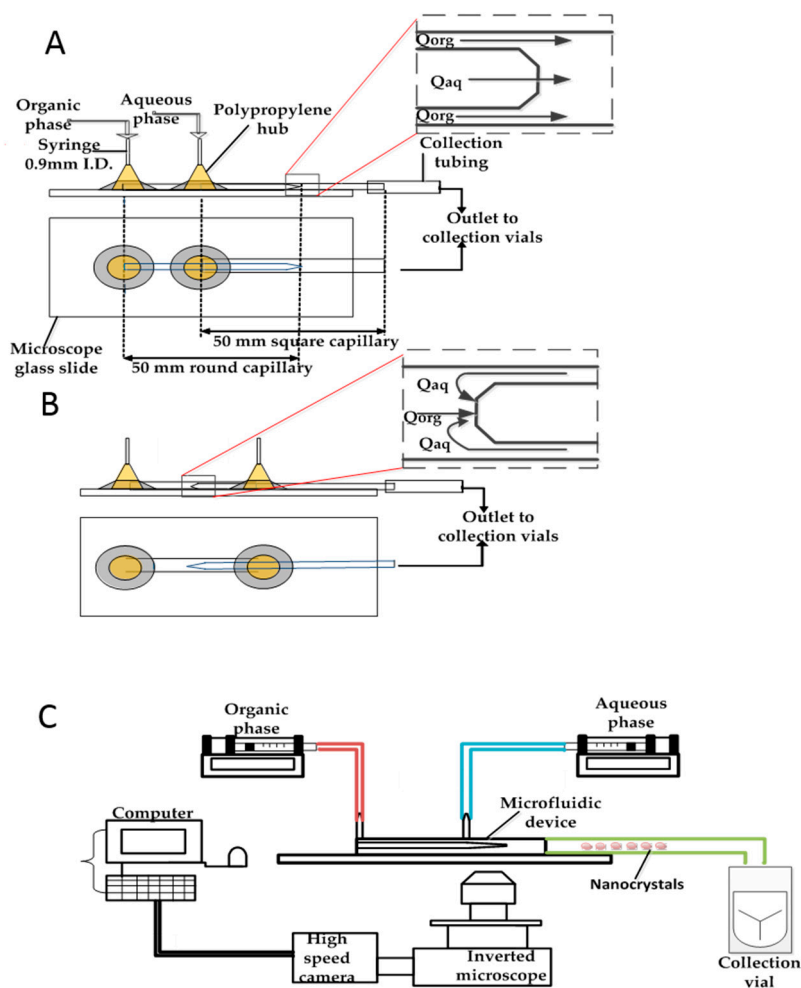 A
Qorg
Qaq
Qorg
Organic
phase
Aqueous
phase
Polypropylene
hub
Syringe
0.9mm I.D.
Collection
tubing
Outlet to
collection vials
50 mm square capillary
Microscope
glass slide
50 mm round capillary
B
Qaq
Qorg
Qaq
Outlet to
collection vials
C
Organic
phase
Aqueous
phase
Computer
Microfluidic
device
Nanocrystals
High
speed
camera
Inverted
microscope
Collection
vial